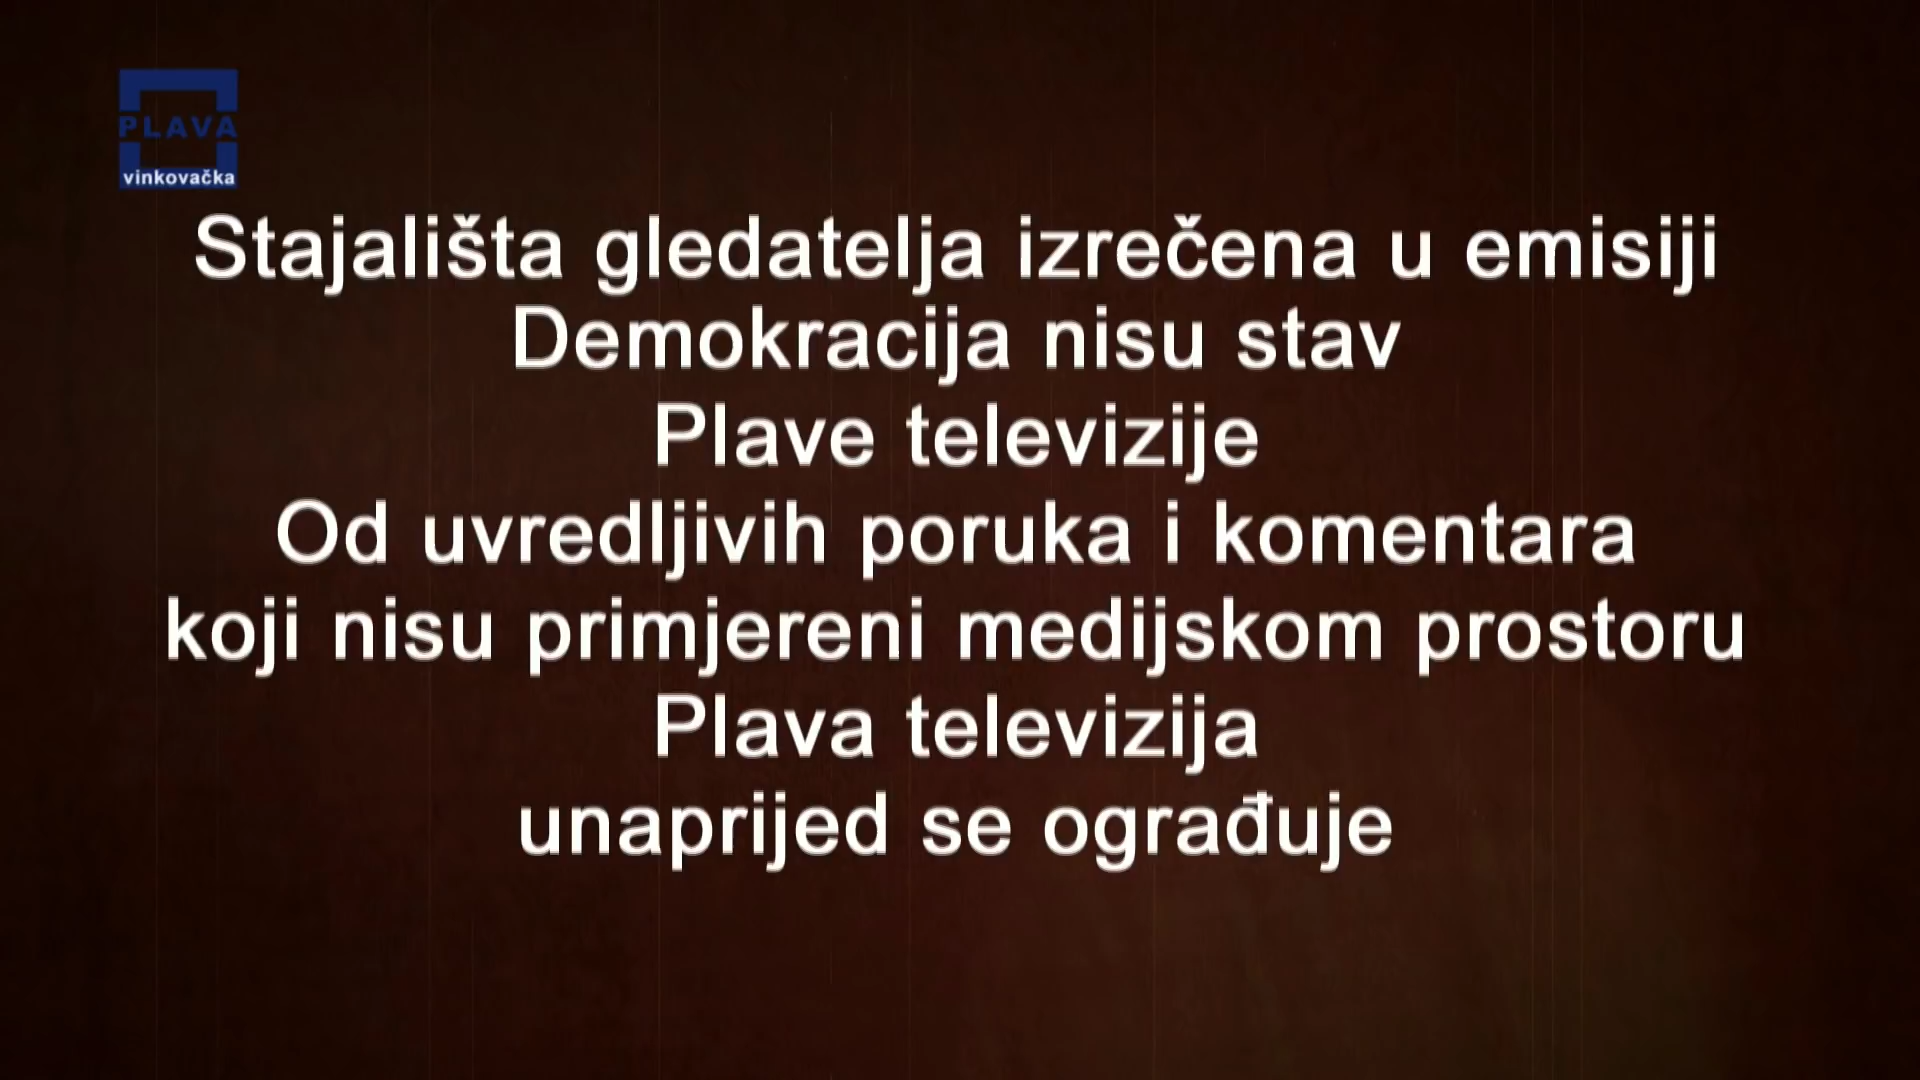 PLAVA
vinkovačka
Stajališta gledatelja izrečena u emisiji
Demokracija nisu stav
Plave televizije
Od uvredljivih poruka i komentara
koji nisu primjereni medijskom prostoru
Plava televizija
unaprijed se ograđuje